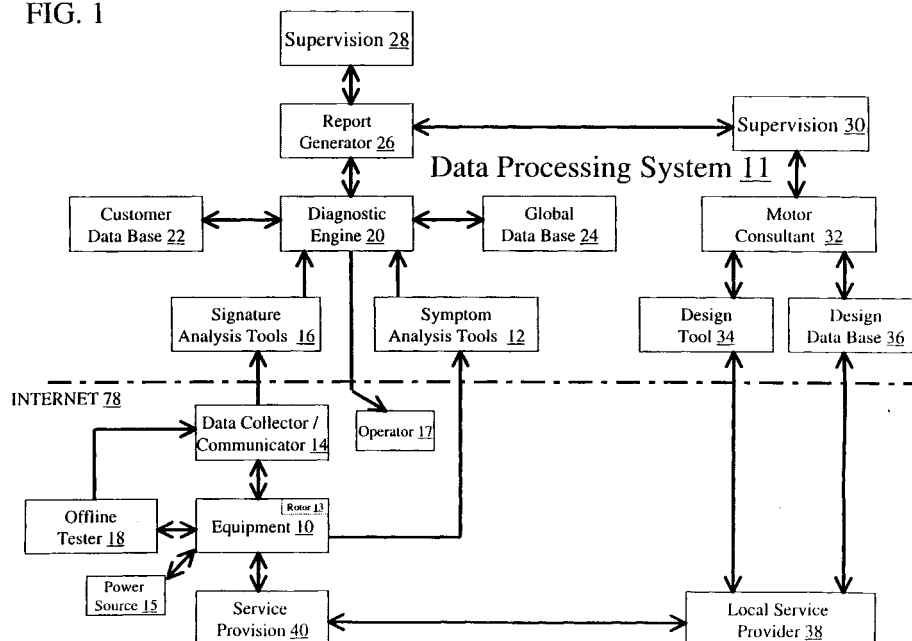 FIG. 1
Supervision 28
Report
Generator 26
Supervision 30
Data Processing System 11
Customer
Data Base 22
Diagnostic
Engine 20
Global
Data Base 24
Motor
Consultant 32
Signature
Analysis Tools 16
Symptom
Analysis Tools 12
Design
Tool 34
Design
Data Base 36
INTERNET 78
Data Collector /
Communicator 14
Operator 17
Offline
Tester 18
Rotor 13
Equipment 10
Power
Source 15
Service
Provision 40
Local Service
Provider 38